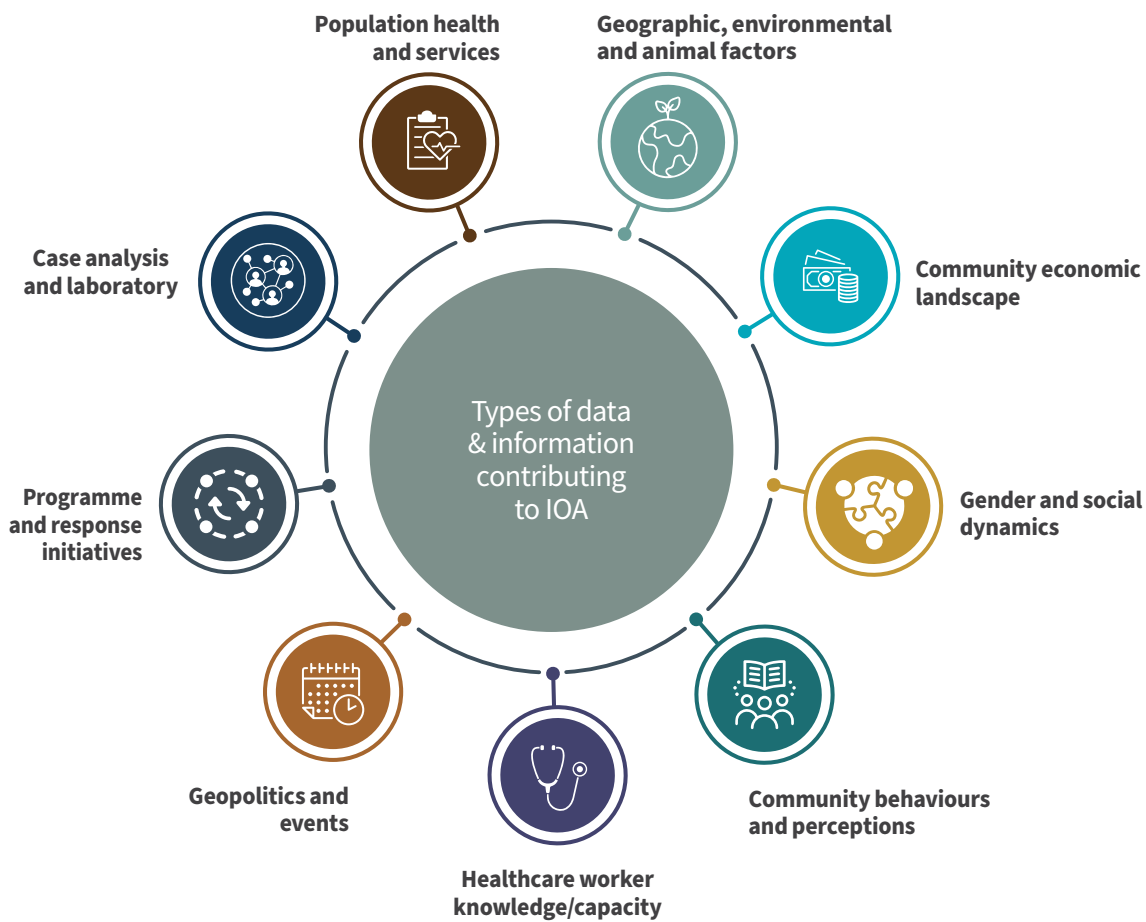 Population health
and services
Geographic, environmental
and animal factors
Case analysis
and laboratory
Community economic
landscape
Types of data
& information
contributing
to IOA
Programme
and response
initiatives
Gender and social
dynamics
Geopolitics and
events
Community behaviours
and perceptions
Healthcare worker
knowledge/capacity